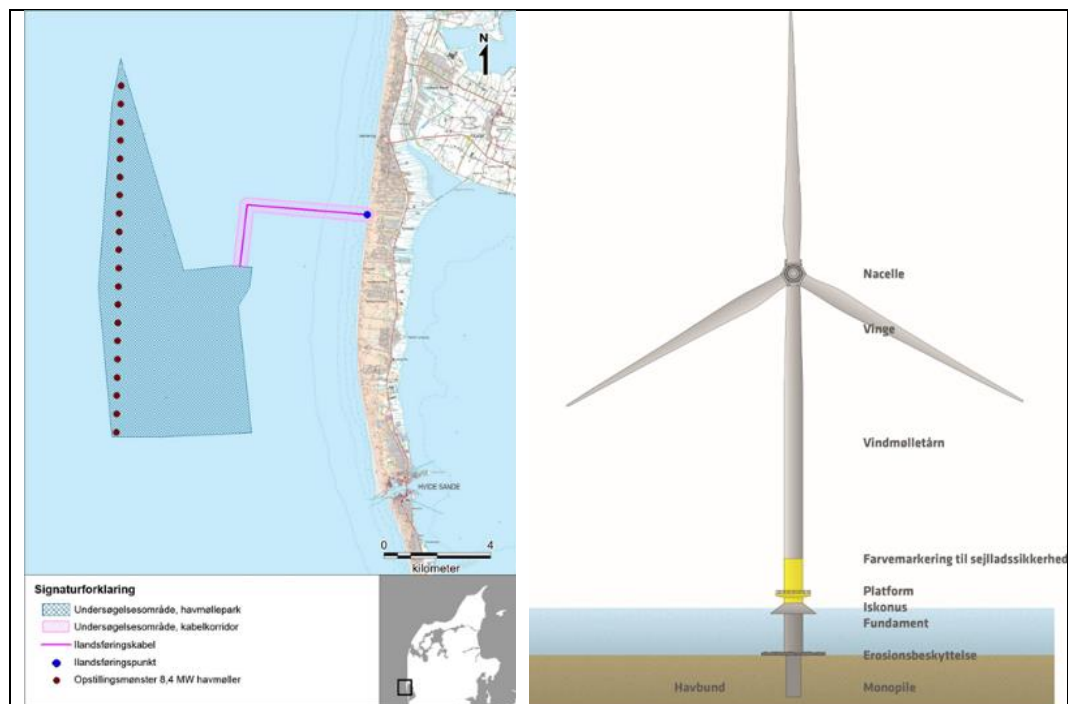 N
HVIDE SANDE
0 4
kilometer
Signaturforklaring
Undersøgelsesområde, havmøllepark
Undersøgelsesområde, kabelkorridor
Ilandsføringskabel
Ilandsføringspunkt
Opstillingsmønster 8,4 MW havmøller
Nacelle
Vinge
Vindmølletårn
Farvemarkering til sejlladssikkerhed
Platform
Iskonus
Fundament
Erosionsbeskyttelse
Havbund Monopile